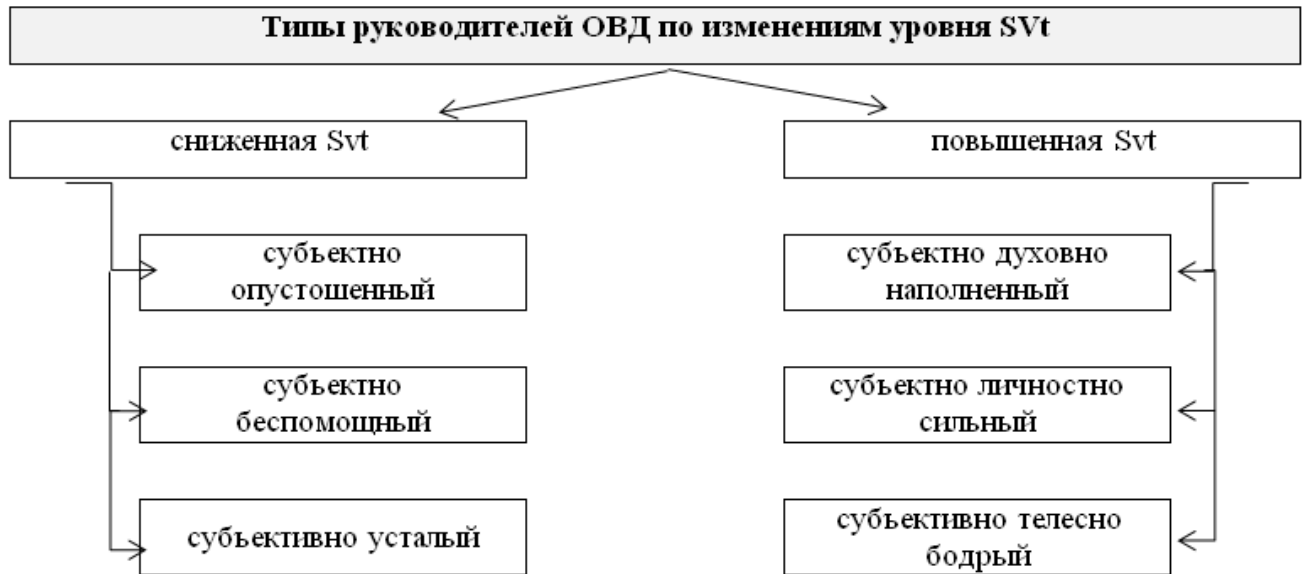 Типы руководителей ОВД по изменениям уровня SVt
сниженная Svt
повышенная Svt
субъектно
опустошенный
субъектно духовно
наполненный
субъектно
беспомощный
субъектно личностно
сильный
субъективно усталый
субъективно телесно
бодрый